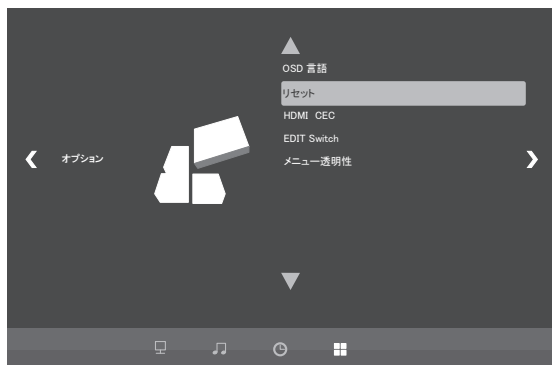 OSD 言語
リセット
HDMI CEC
EDIT Switch
オプション
メニュー透明性